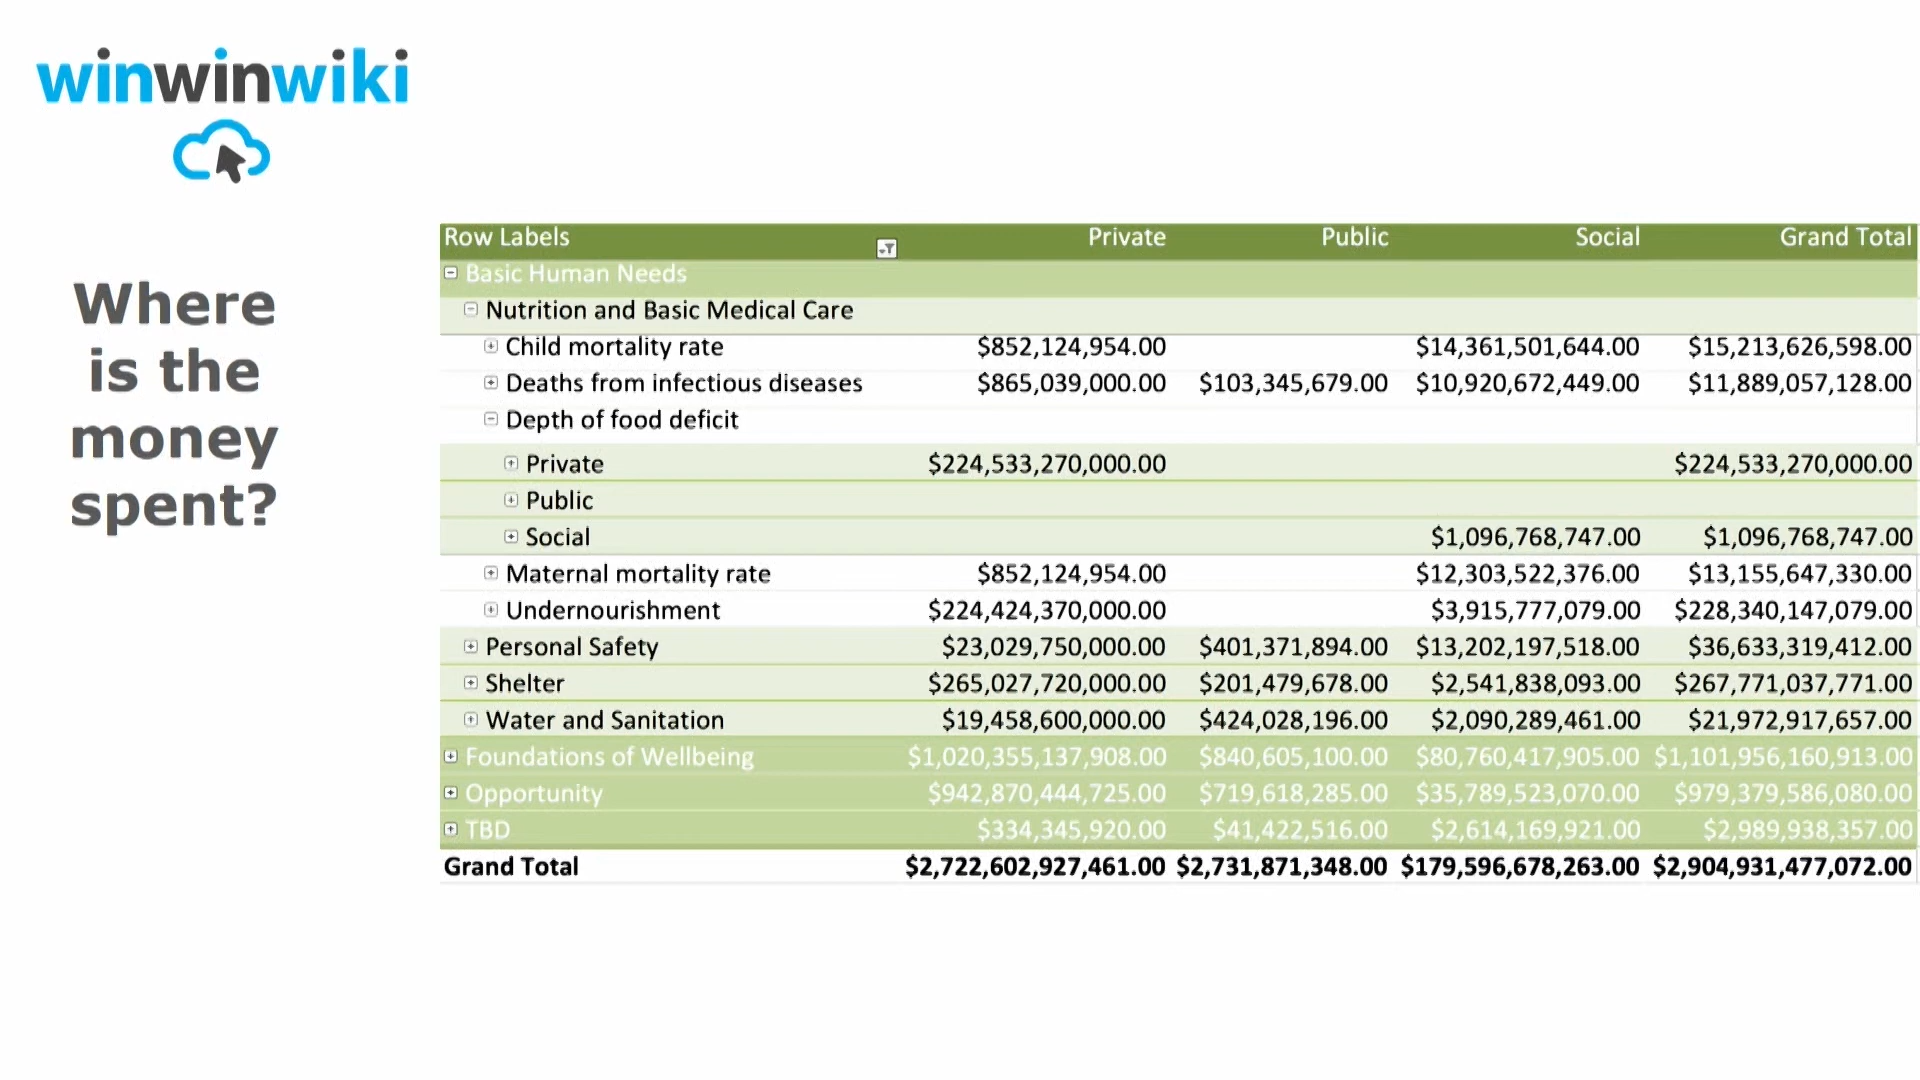 winwinwiki
Where
is the
money
spent?
Row Labels Private Public Social Grand Total
Basic Human Needs
Nutrition and Basic Medical Care
Child mortality rate $852,124,954.00 $14,361,501,644.00 $15,213,626,598.00
Deaths from infectious diseases $865,039,000.00 $103,345,679.00 $10,920,672,449.00 $11,889,057,128.00
Depth of food deficit
Private $224,533,270,000.00 $224,533,270,000.00
Public
Social $1,096,768,747.00 $1,096,768,747.00
Maternal mortality rate $852,124,954.00 $12,303,522,376.00 $13,155,647,330.00
Undernourishment $224,424,370,000.00 $3,915,777,079.00 $228,340,147,079.00
Personal Safety $23,029,750,000.00 $401,371,894.00 $13,202,197,518.00 $36,633,319,412.00
Shelter $265,027,720,000.00 $201,479,678.00 $2,541,838,093.00 $267,771,037,771.00
Water and Sanitation $19,458,600,000.00 $424,028,196.00 $2,090,289,461.00 $21,972,917,657.00
Foundations of Wellbeing $1,020,355,137,908.00 $840,605,100.00 $80,760,417,905.00 $1,101,956,160,913.00
Opportunity $942,870,444,725.00 $719,618,285.00 $35,789,523,070.00 $979,379,586,080.00
TBD $334,345,920.00 $41,422,516.00 $2,614,169,921.00 $2,989,938,357.00
Grand Total $2,722,602,927,461.00 $2,731,871,348.00 $179,596,678,263.00 $2,904,931,477,072.00